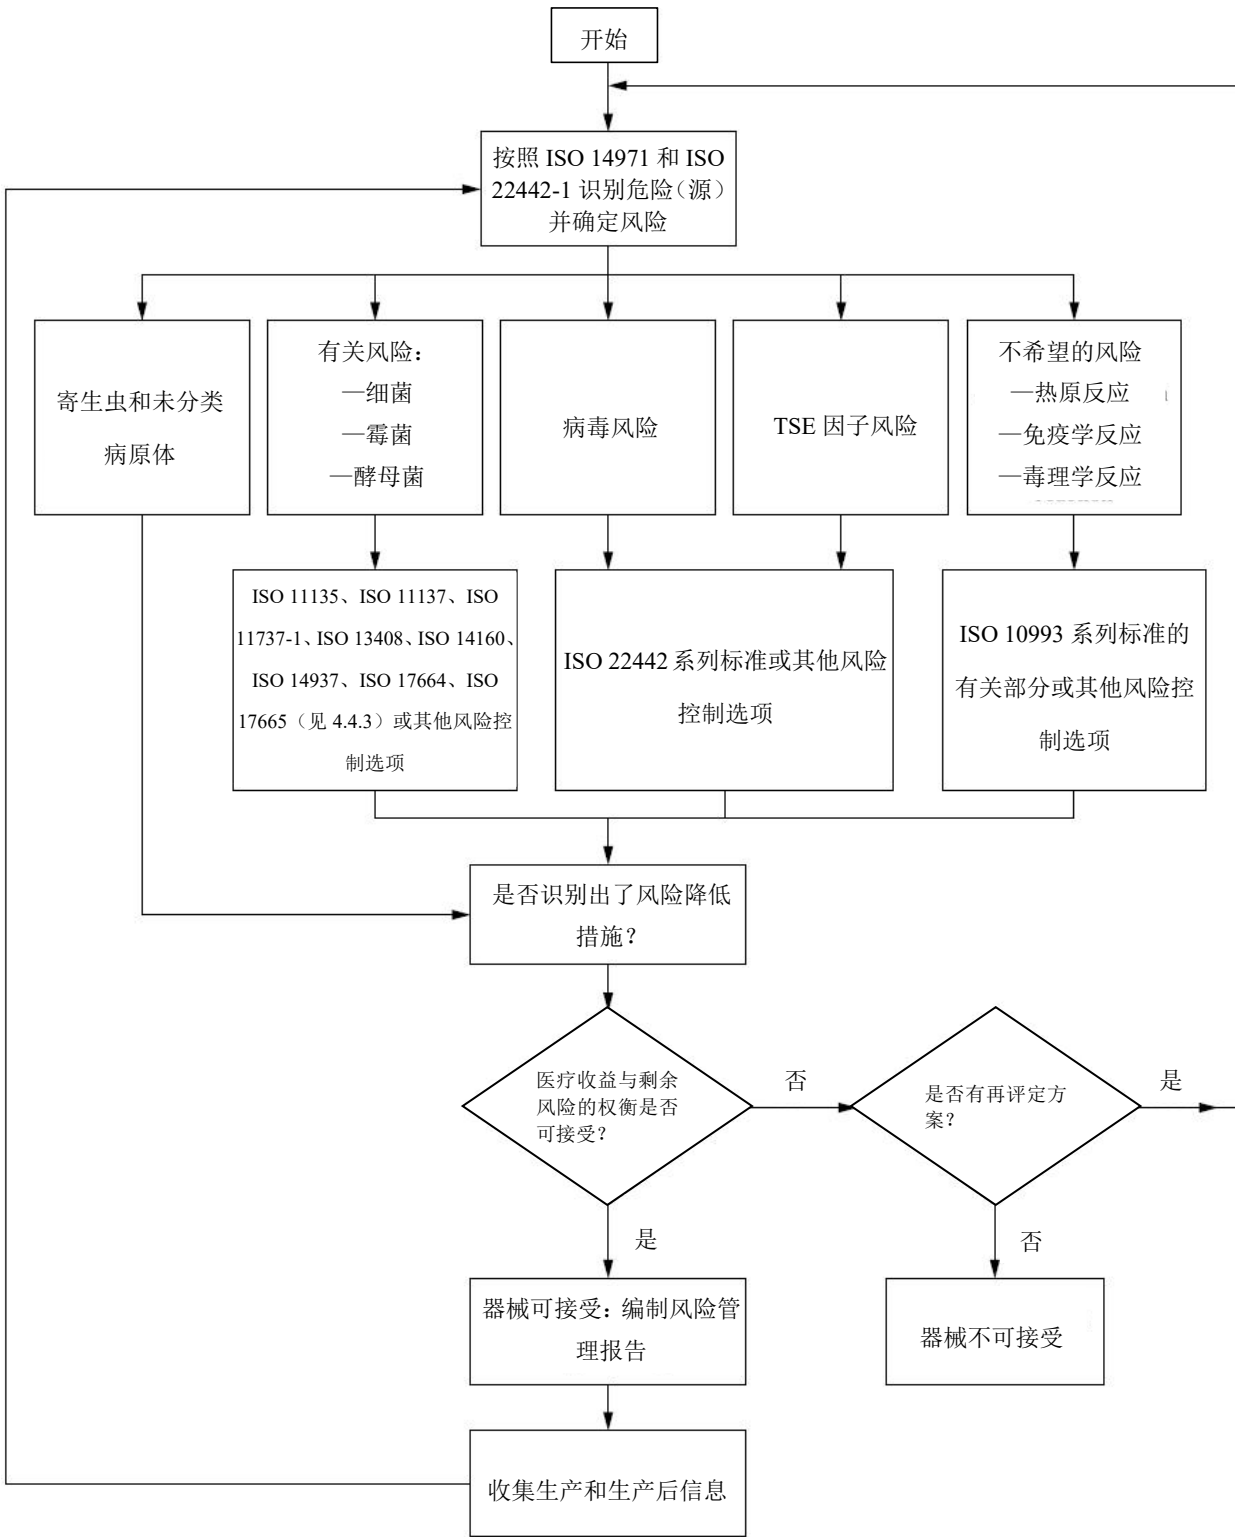 开始
按照 ISO 14971 和 ISO
22442-1 识别危险（源）
并确定风险
寄生虫和未分类
病原体
有关风险：
—细菌
—霉菌
—酵母菌
病毒风险
TSE 因子风险
不希望的风险
—热原反应
—免疫学反应
—毒理学反应
ISO 11135、ISO 11137、ISO
11737-1、ISO 13408、ISO 14160、
ISO 14937、ISO 17664、ISO
17665（见 4.4.3）或其他风险控
制选项
ISO 22442 系列标准或其他风险
控制选项
ISO 10993 系列标准的
有关部分或其他风险控
制选项
是否识别出了风险降低
措施？
医疗收益与剩余
风险的权衡是否
可接受？
否
是否有再评定方
案？
是
是
否
器械可接受：编制风险管
理报告
器械不可接受
收集生产和生产后信息